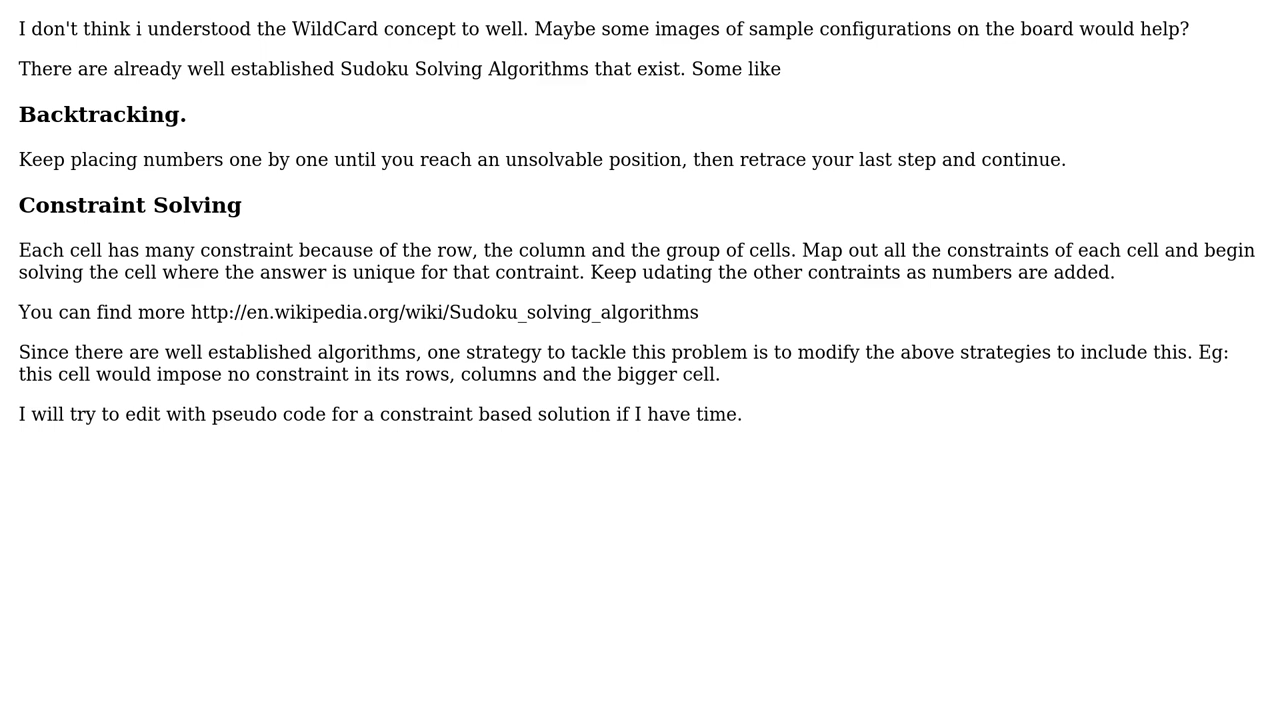 I don't think i understood the WildCard concept to well. Maybe some images of sample configurations on the board would help?
There are already well established Sudoku Solving Algorithms that exist. Some like
Backtracking.
Keep placing numbers one by one until you reach an unsolvable position, then retrace your last step and continue.
Constraint Solving
Each cell has many constraint because of the row, the column and the group of cells. Map out all the constraints of each cell and begin
solving the cell where the answer is unique for that contraint. Keep udating the other contraints as numbers are added.
You can find more http://en.wikipedia.org/wiki/Sudoku_solving_algorithms
Since there are well established algorithms, one strategy to tackle this problem is to modify the above strategies to include this. Eg:
this cell would impose no constraint in its rows, columns and the bigger cell.
I will try to edit with pseudo code for a constraint based solution if I have time.